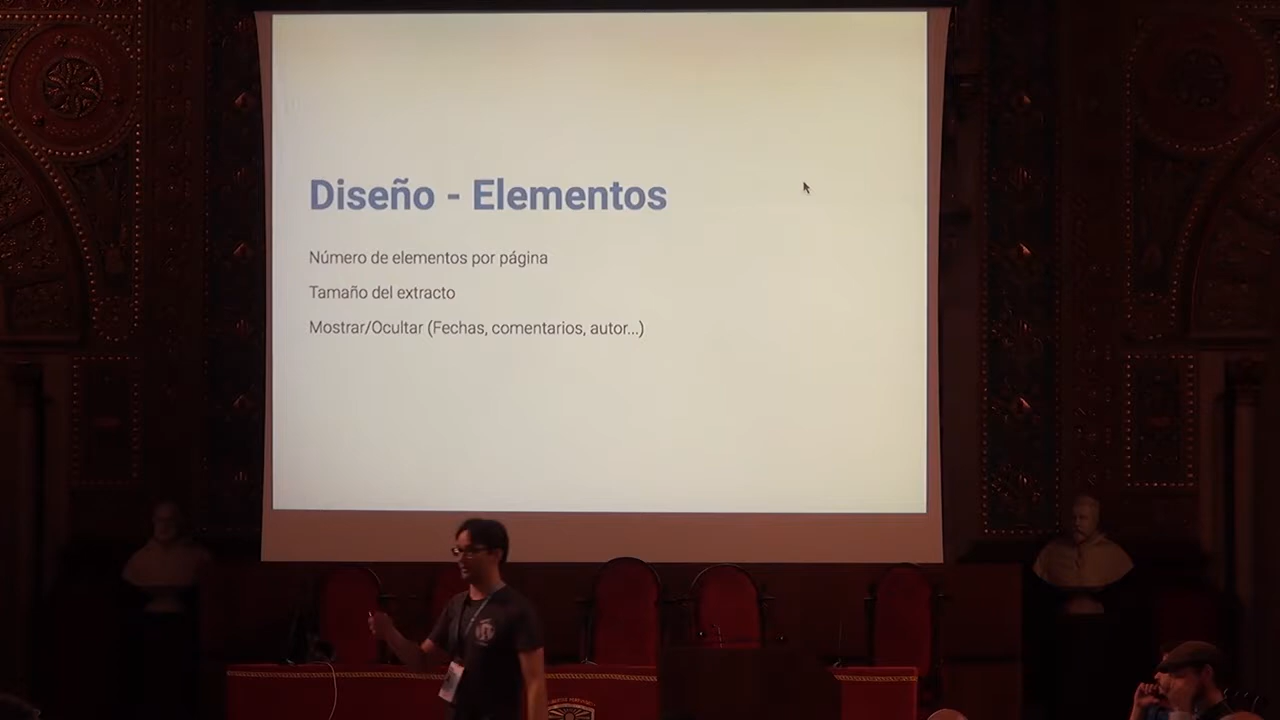 Diseño - Elementos
Número de elementos por página
Tamaño del extracto
Mostrar/Ocultar (Fechas, comentarios, autor...)